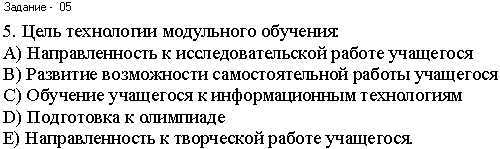 Задание - 05
5. Цель технологии модульного обучения:
A) Направленность к исследовательской работе учащегося
B) Развитие возможности самостоятельной работы учащегося
C) Обучение учащегося к информационным технологиям
D) Подготовка к олимпиаде
E) Направленность к творческой работе учащегося.